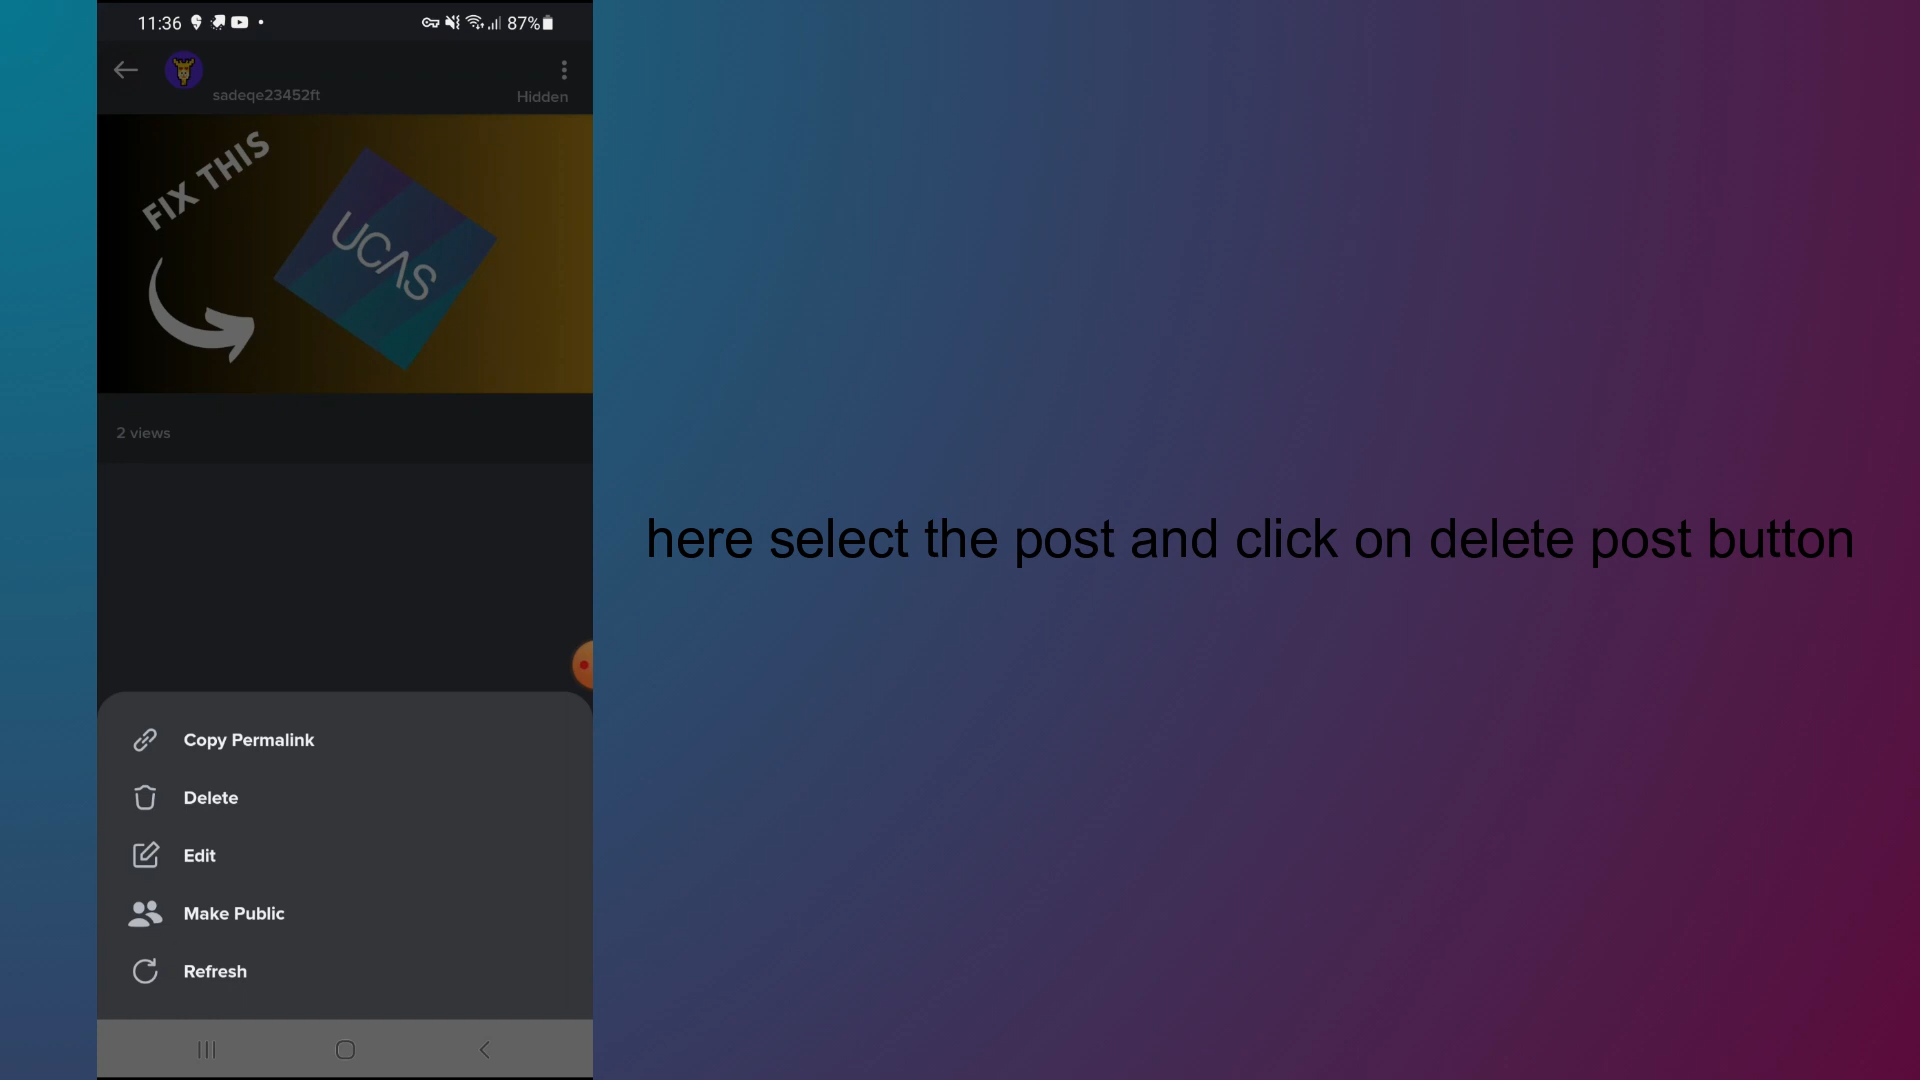 11:36
87%
sadeqe23452ft
Hidden
FIX THIS
UCAS
2 views
here select the post and click on delete post button
Copy Permalink
Delete
Edit
Make Public
Refresh